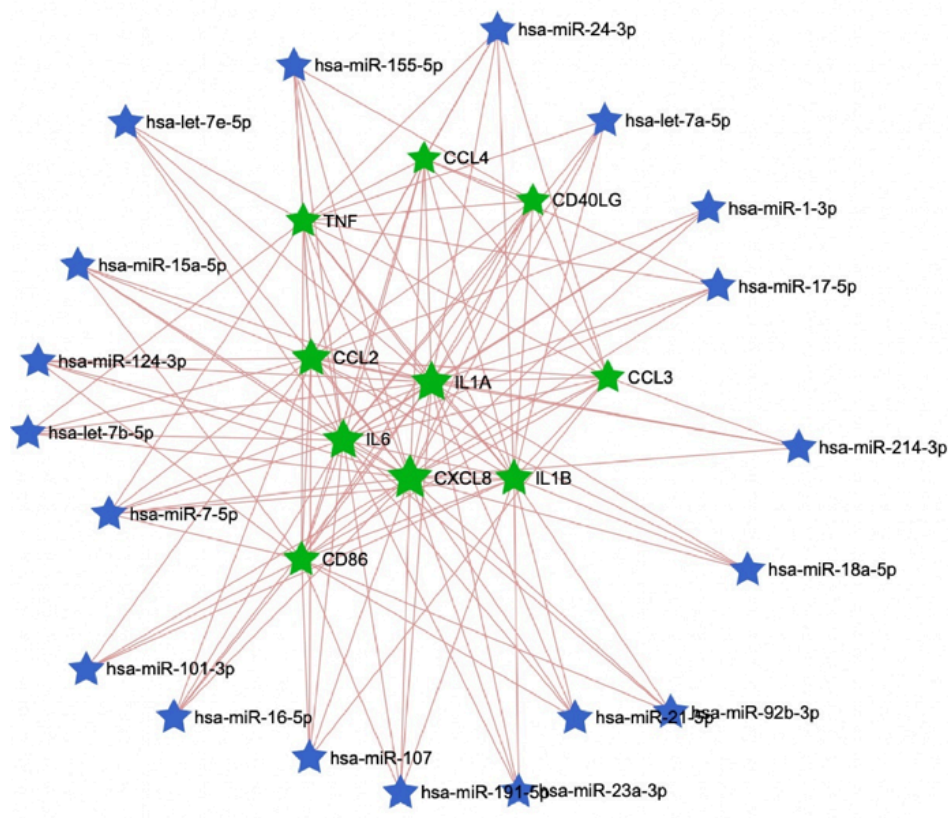 hsa-miR-24-3p
hsa-miR-155-5p
hsa-let-7e-5p
hsa-let-7a-5p
CCL4
CD40LG
hsa-miR-1-3p
TNF
hsa-miR-15a-5p
hsa-miR-17-5p
CCL2
hsa-miR-124-3p
IL1A
CCL3
hsa-let-7b-5p
IL6
hsa-miR-214-3p
CXCL8
IL1B
hsa-miR-7-5p
CD86
hsa-miR-18a-5p
hsa-miR-101-3p
hsa-miR-16-5p
hsa-miR-21-5p
hsa-miR-92b-3p
hsa-miR-107
hsa-miR-191-5p
hsa-miR-23a-3p